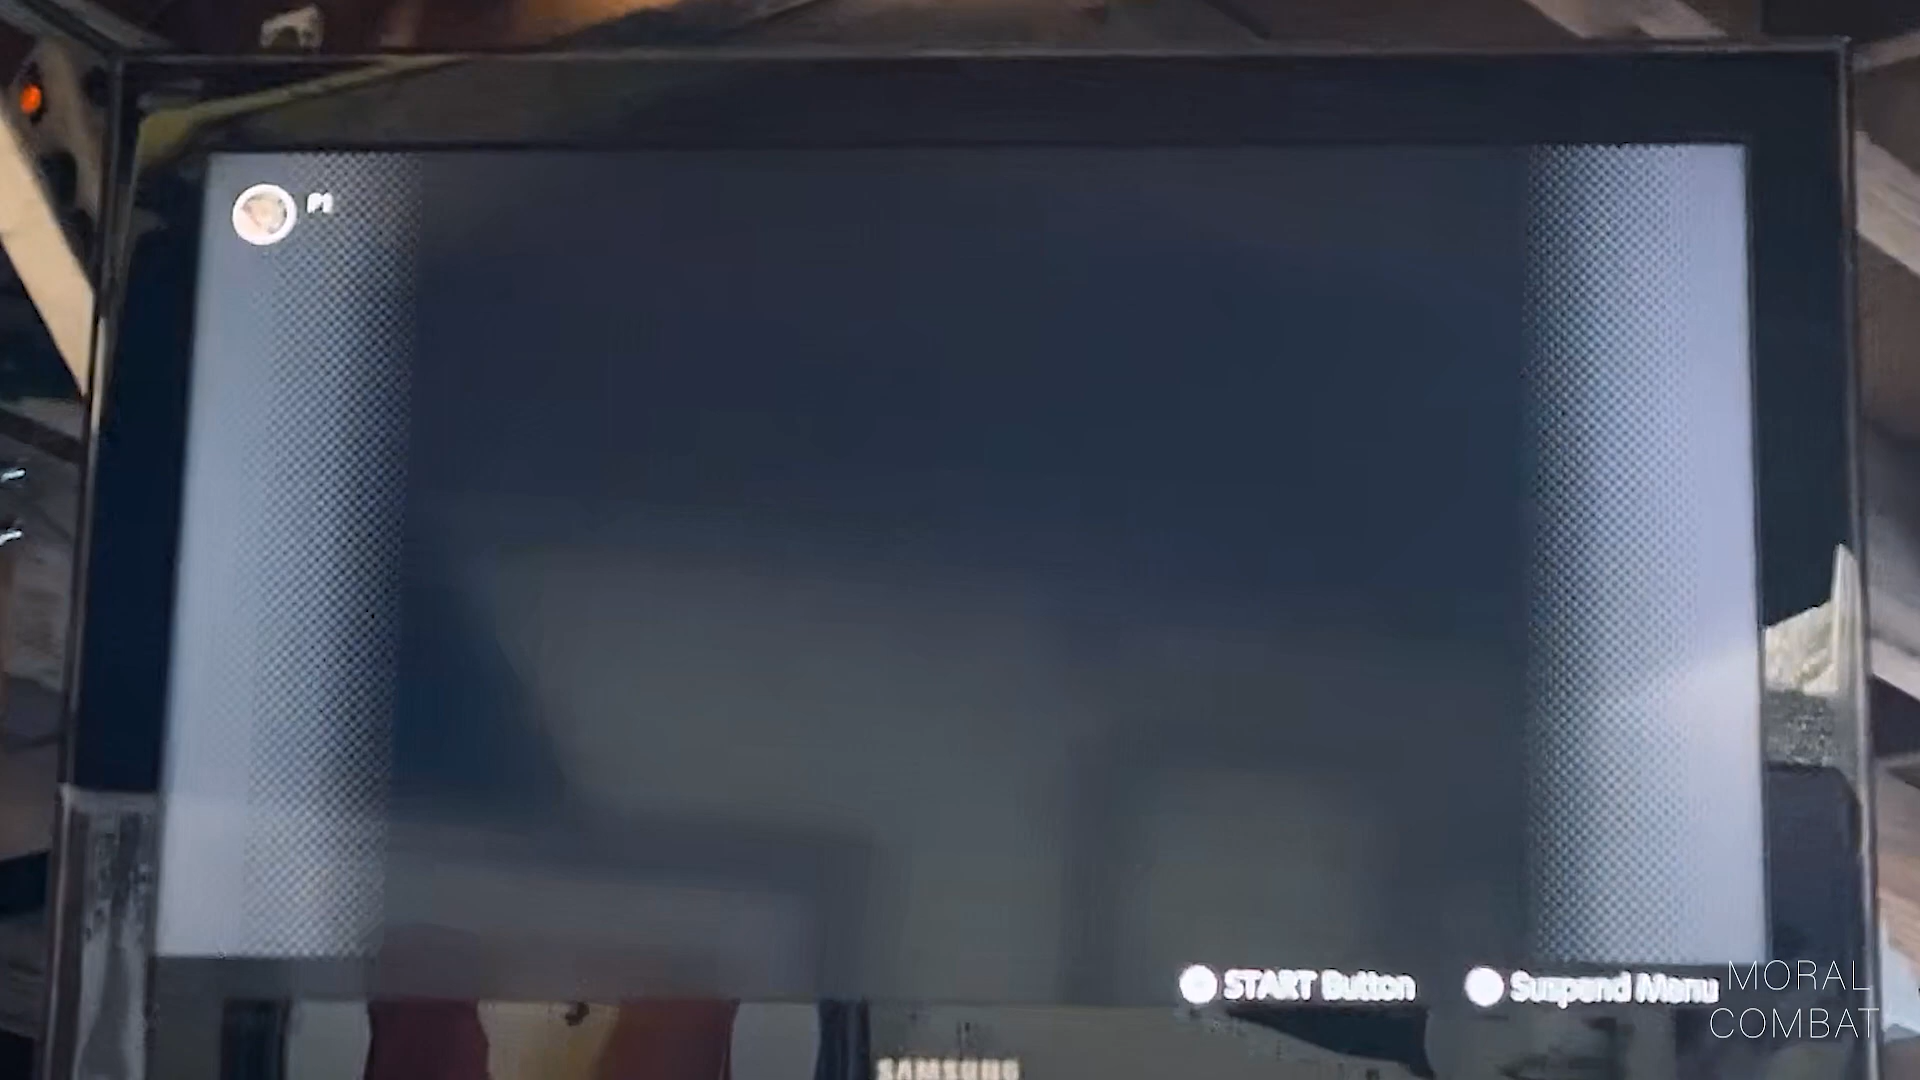 P1
START Button
Suspend Menu
MORAL
COMBAT
SAMSUNG